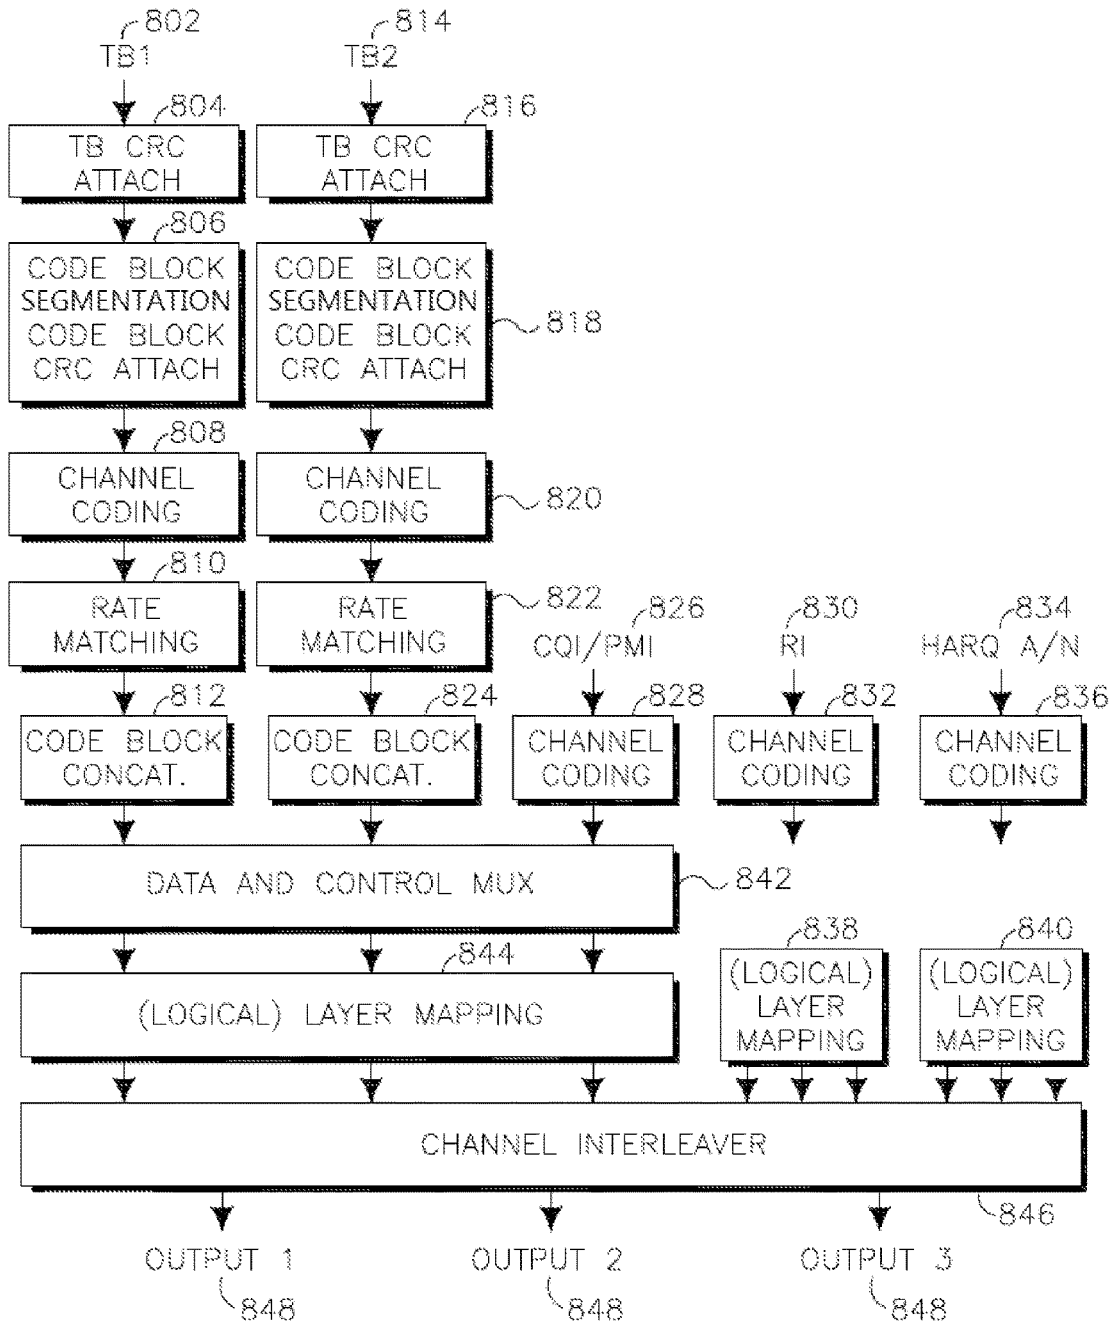 802 814
TB1 TB2
804 816
TB CRC ATTACH
TB CRC ATTACH
806
CODE BLOCK
SEGMENTATION
CODE BLOCK
CRC ATTACH
CODE BLOCK
SEGMENTATION
CODE BLOCK
CRC ATTACH
818
808
CHANNEL
CODING
CHANNEL
CODING
820
810
RATE
MATCHING
RATE
MATCHING
822
826
CQI/PMI
830
RI
834
HARQ A/N
812
CODE BLOCK
CONCAT.
824
CODE BLOCK
CONCAT.
828
CHANNEL
CODING
832
CHANNEL
CODING
836
CHANNEL
CODING
DATA AND CONTROL MUX
842
844
(LOGICAL) LAYER MAPPING
838
(LOGICAL)
LAYER
MAPPING
840
(LOGICAL)
LAYER
MAPPING
CHANNEL INTERLEAVER
846
OUTPUT 1
848
OUTPUT 2
848
OUTPUT 3
848